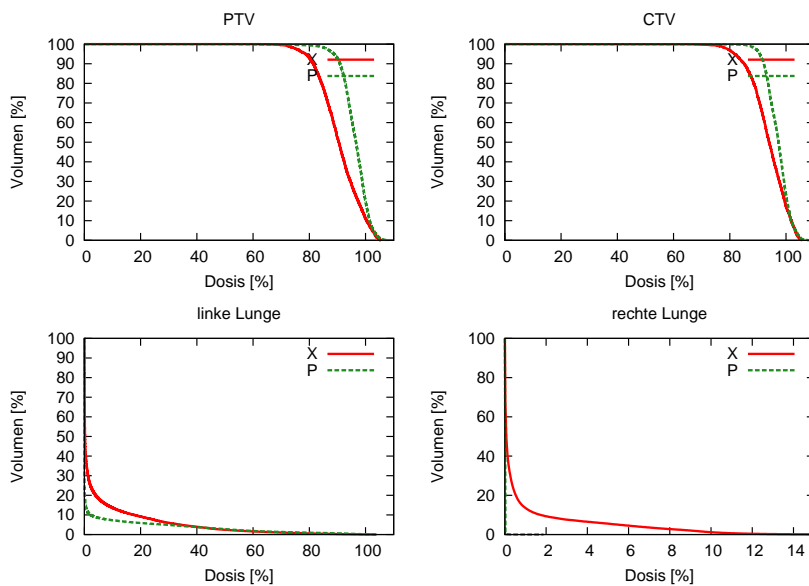 PTV
100
90
80
70
60
50
40
30
20
10
0
Volumen [%]
0 20 40 60 80 100
Dosis [%]
X
P
CTV
100
90
80
70
60
50
40
30
20
10
0
Volumen [%]
0 20 40 60 80 100
Dosis [%]
X
P
linke Lunge
100
90
80
70
60
50
40
30
20
10
0
Volumen [%]
0 20 40 60 80 100
Dosis [%]
X
P
rechte Lunge
100
80
60
40
20
0
Volumen [%]
0 2 4 6 8 10 12 14
Dosis [%]
X
P